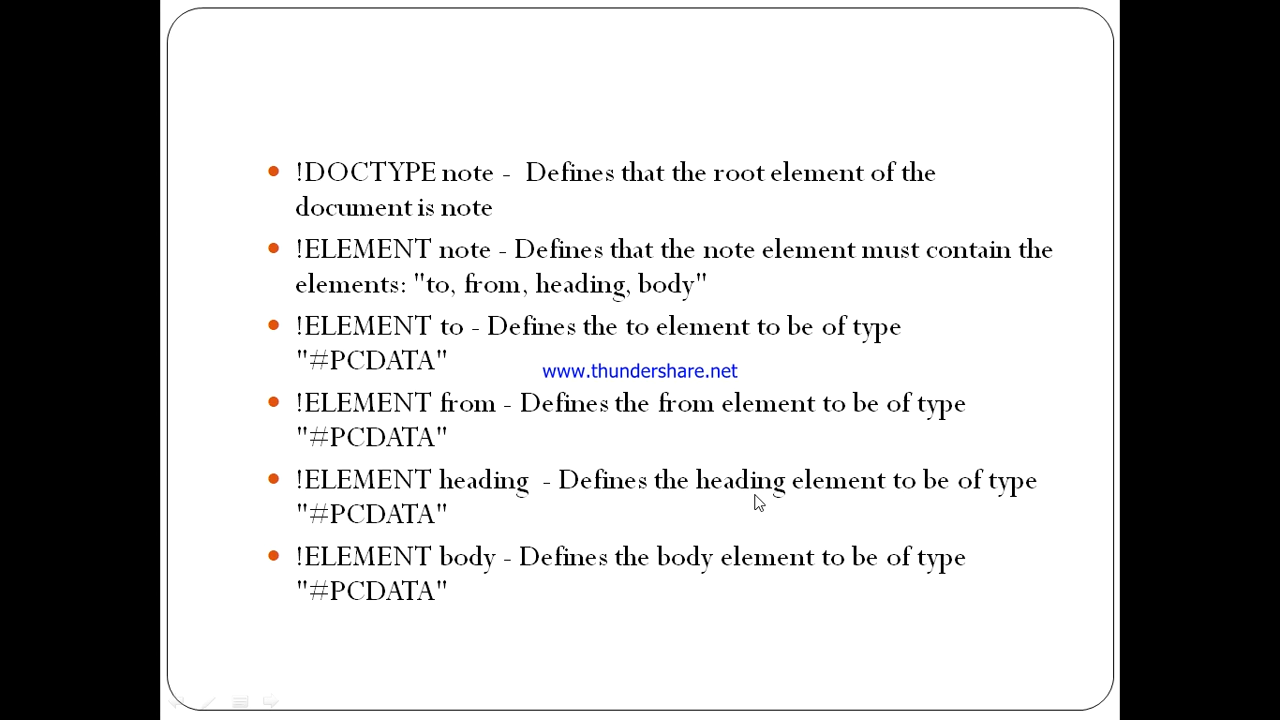 !DOCTYPE note -  Defines that the root element of the
document is note
!ELEMENT note - Defines that the note element must contain the
elements: "to, from, heading, body"
!ELEMENT to - Defines the to element to be of type
"#PCDATA"
www.thundershare.net
!ELEMENT from - Defines the from element to be of type
"#PCDATA"
!ELEMENT heading  - Defines the heading element to be of type
"#PCDATA"
!ELEMENT body - Defines the body element to be of type
"#PCDATA"